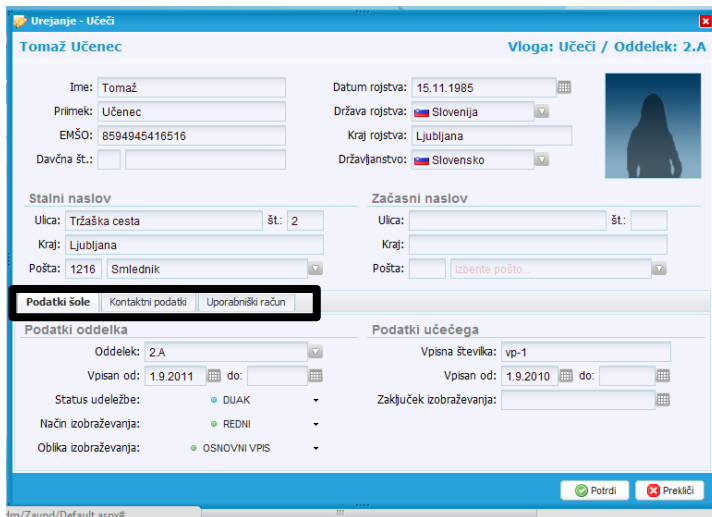 Urejanje - Učeči
Tomaž Učenec Vloga: Učeči / Oddelek: 2.A
Ime: Tomaž Datum rojstva: 15.11.1985
Priimek: Učenec Država rojstva: Slovenija
EMŠO: 8594945416516 Kraj rojstva: Ljubljana
Davčna št.: Državljanstvo: Slovensko
Stalni naslov Začasni naslov
Ulica: Tržaška cesta št.: 2 Ulica: št.:
Kraj: Ljubljana Kraj:
Pošta: 1216 Smlednik Pošta: Izberite pošto...
Podatki šole Kontaktni podatki Uporabniški račun
Podatki oddelka Podatki učečega
Oddelek: 2.A Vpisna številka: vp-1
Vpisan od: 1.9.2011 do: Vpisan od: 1.9.2010 do:
Status udeležbe: DIJAK Zaključek izobraževanja:
Način izobraževanja: REDNI
Oblika izobraževanja: OSNOVNI VPIS
Potrdi Prekliči
dm/Zavod/Default.aspx#